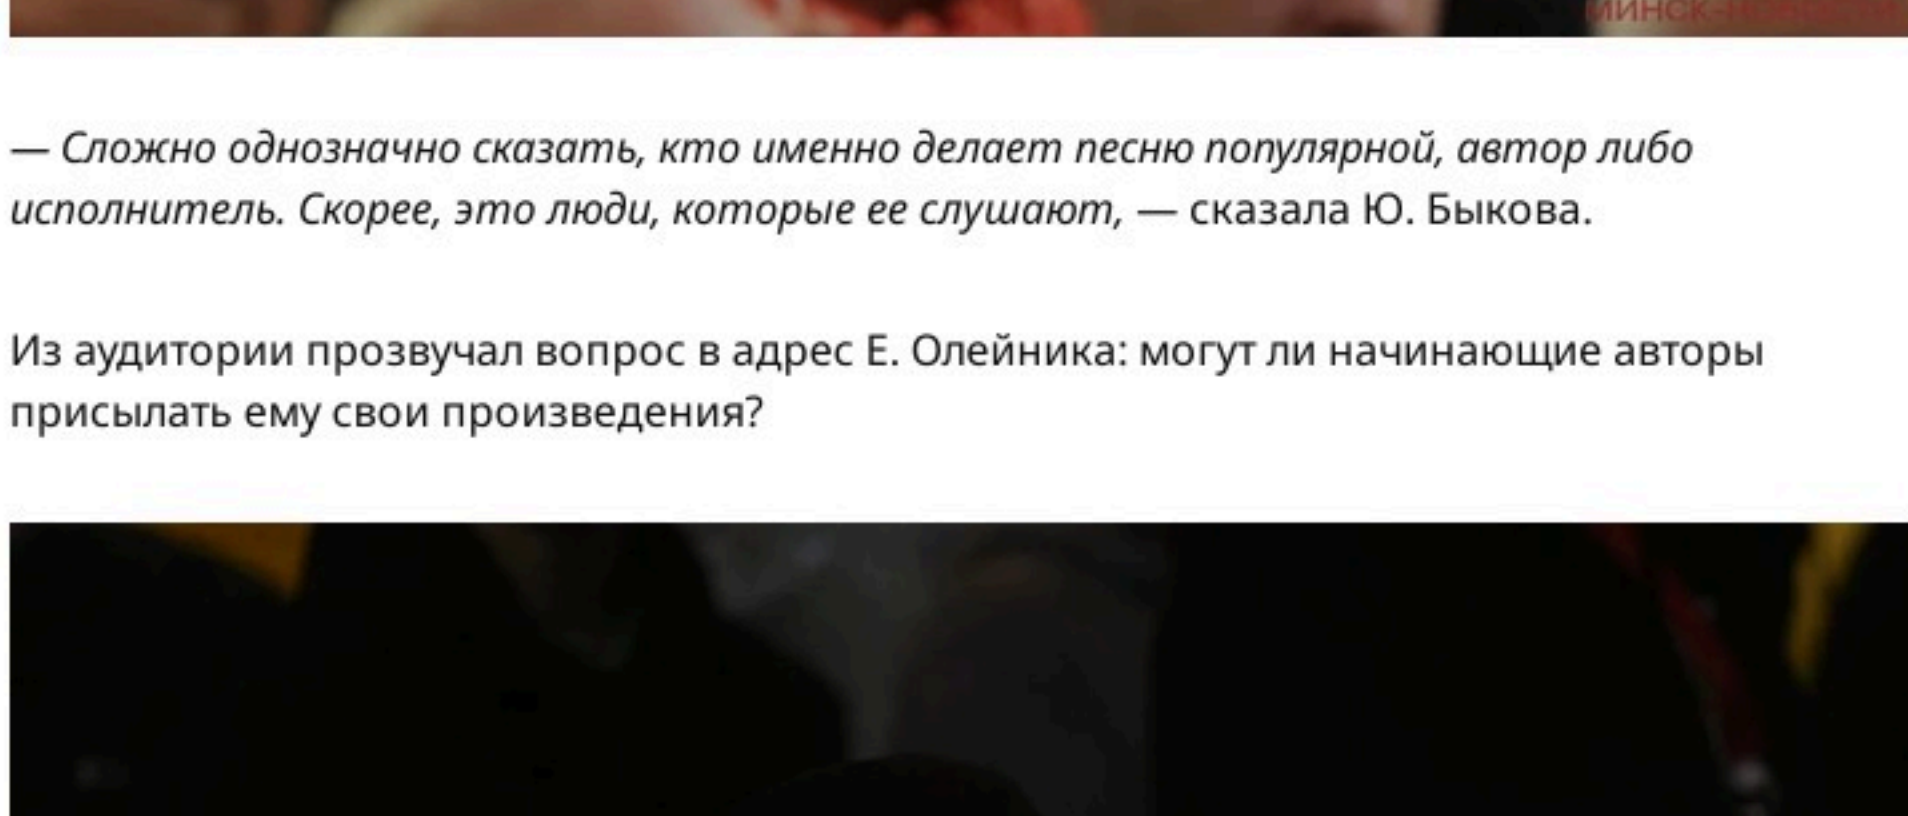 — Сложно однозначно сказать, кто именно делает песню популярной, автор либо
исполнитель. Скорее, это люди, которые ее слушают, — сказала Ю. Быкова.
Из аудитории прозвучал вопрос в адрес Е. Олейника: могут ли начинающие авторы
присылать ему свои произведения?